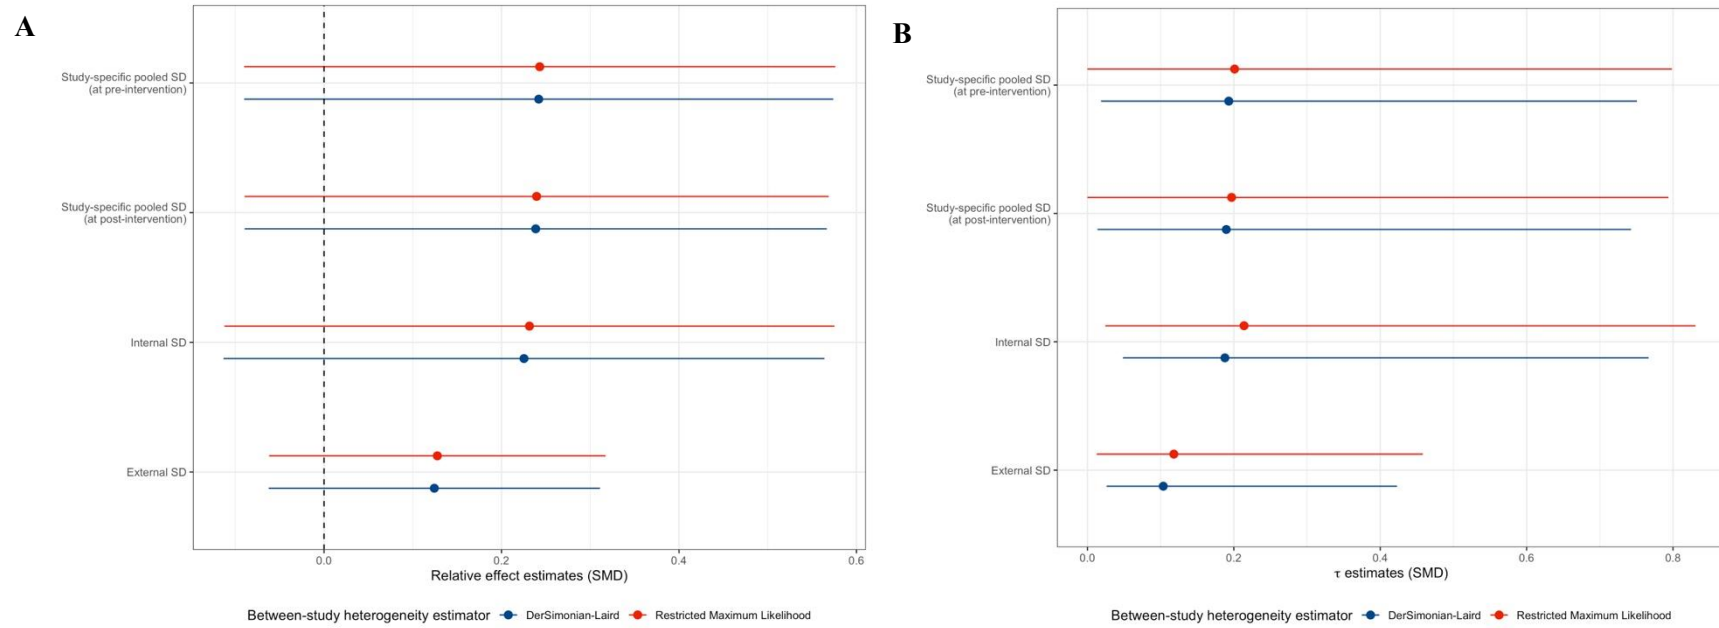 A
Study-specific pooled SD
(at pre-intervention)
Study-specific pooled SD
(at post-intervention)
Internal SD
External SD
0.0 0.2 0.4 0.6
Relative effect estimates (SMD)
Between-study heterogeneity estimator DerSimonian-Laird Restricted Maximum Likelihood
B
Study-specific pooled SD
(at pre-intervention)
Study-specific pooled SD
(at post-intervention)
Internal SD
External SD
0.0 0.2 0.4 0.6 0.8
τ estimates (SMD)
Between-study heterogeneity estimator DerSimonian-Laird Restricted Maximum Likelihood